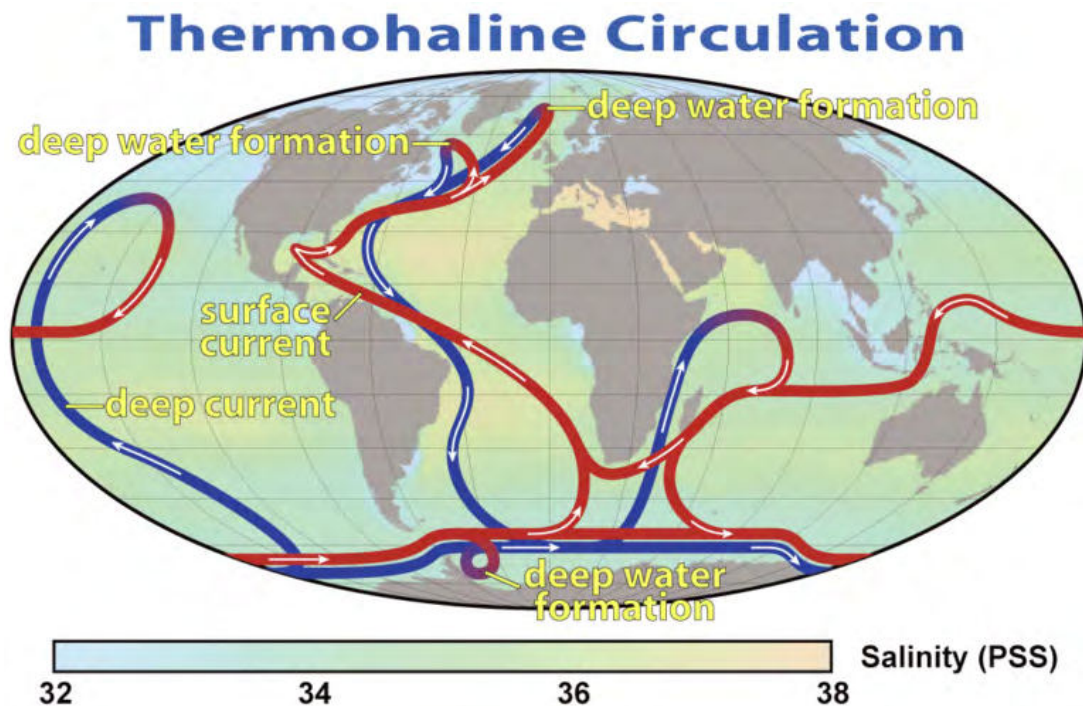 Thermohaline Circulation
deep water formation
deep water formation
surface
current
deep current
deep water
formation
Salinity (PSS)
32 34 36 38